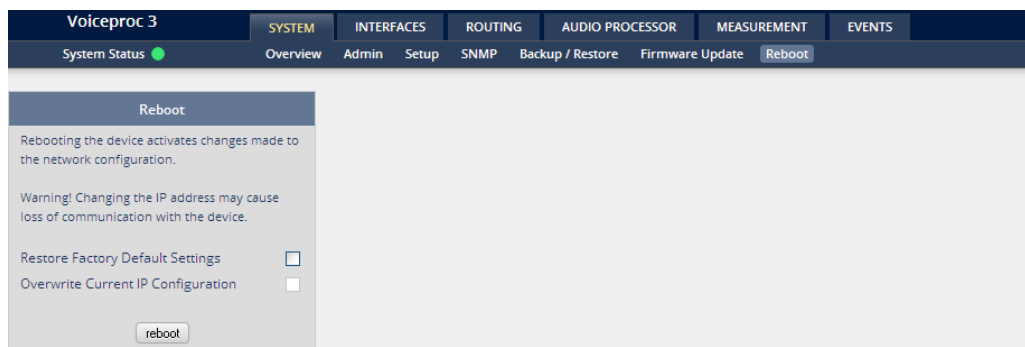 Voiceproc 3
SYSTEM INTERFACES ROUTING AUDIO PROCESSOR MEASUREMENT EVENTS
System Status Overview Admin Setup SNMP Backup / Restore Firmware Update Reboot
Reboot
Rebooting the device activates changes made to
the network configuration.
Warning! Changing the IP address may cause
loss of communication with the device.
Restore Factory Default Settings
Overwrite Current IP Configuration
reboot